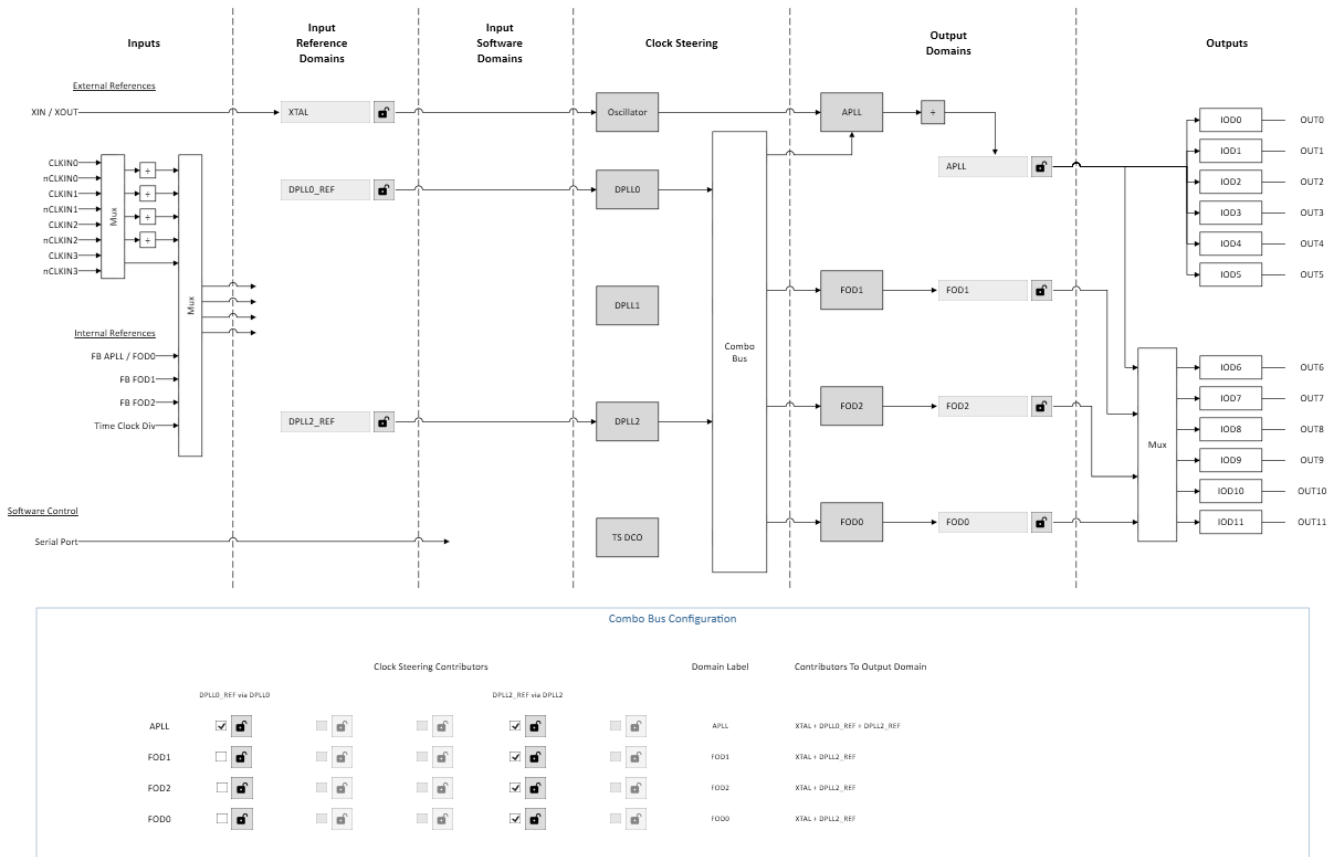 Inputs
Input
Reference
Domains
Input
Software
Domains
Clock Steering
Output
Domains
Outputs
External References
XIN / XOUT
XTAL
Oscillator
APLL
÷
IOD0
OUT0
CLKIN0
nCLKIN0
CLKIN1
nCLKIN1
CLKIN2
nCLKIN2
CLKIN3
nCLKIN3
Mux
÷
÷
÷
÷
Mux
DPLL0_REF
DPLL0
APLL
IOD1
OUT1
IOD2
OUT2
IOD3
OUT3
IOD4
OUT4
IOD5
OUT5
DPLL1
FOD1
FOD1
Internal References
FB APLL / FOD0
FB FOD1
FB FOD2
Time Clock Div
Combo
Bus
IOD6
OUT6
IOD7
OUT7
DPLL2_REF
DPLL2
FOD2
FOD2
Mux
IOD8
OUT8
IOD9
OUT9
IOD10
OUT10
Software Control
Serial Port
TS DCO
FOD0
FOD0
IOD11
OUT11
Combo Bus Configuration
Clock Steering Contributors
Domain Label
Contributors To Output Domain
DPLL0_REF via DPLL0
DPLL2_REF via DPLL2
APLL
APLL
XTAL + DPLL0_REF + DPLL2_REF
FOD1
FOD1
XTAL + DPLL2_REF
FOD2
FOD2
XTAL + DPLL2_REF
FOD0
FOD0
XTAL + DPLL2_REF